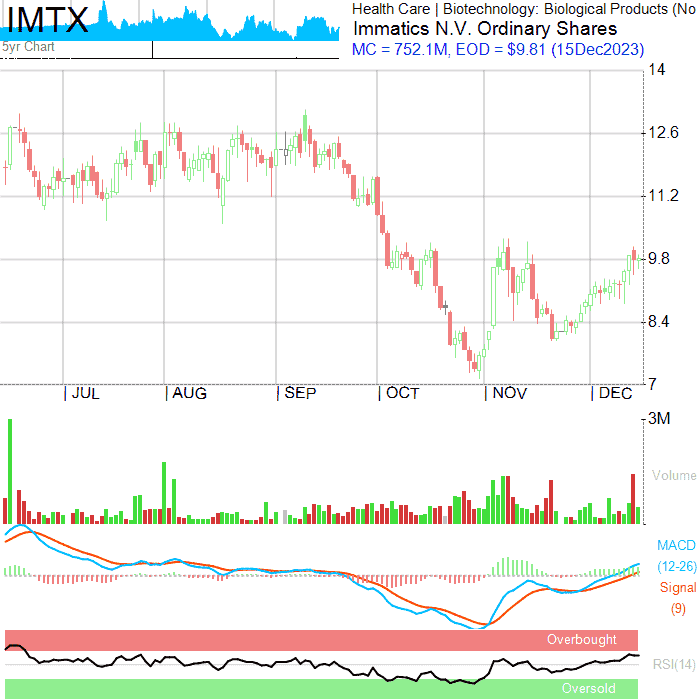 IMTX
5yr Chart
Health Care | Biotechnology: Biological Products (No
Immatics N.V. Ordinary Shares
MC = 752.1M, EOD = $9.81 (15Dec2023)
14
12.6
11.2
9.8
8.4
7
JUL AUG SEP OCT NOV DEC
3M
Volume
MACD
(12-26)
Signal
(9)
Overbought
RSI(14)
Oversold